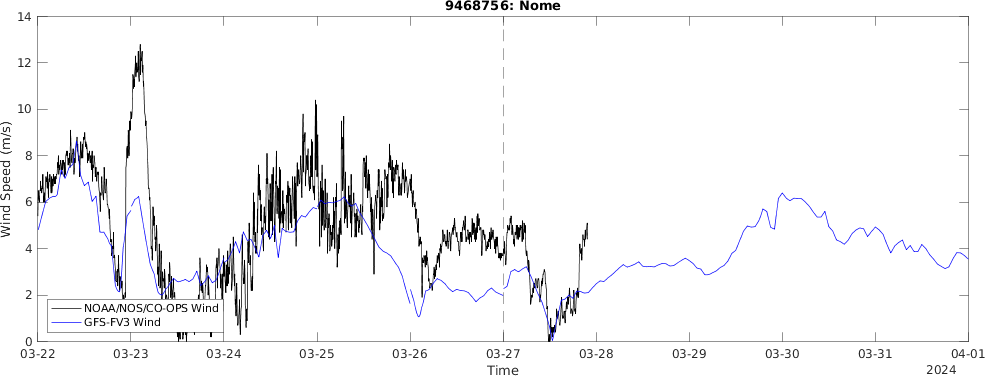 9468756: Nome
Wind Speed (m/s)
14
12
10
8
6
4
2
0
NOAA/NOS/CO-OPS Wind
GFS-FV3 Wind
03-22 03-23 03-24 03-25 03-26 03-27 03-28 03-29 03-30 03-31 04-01
Time
2024